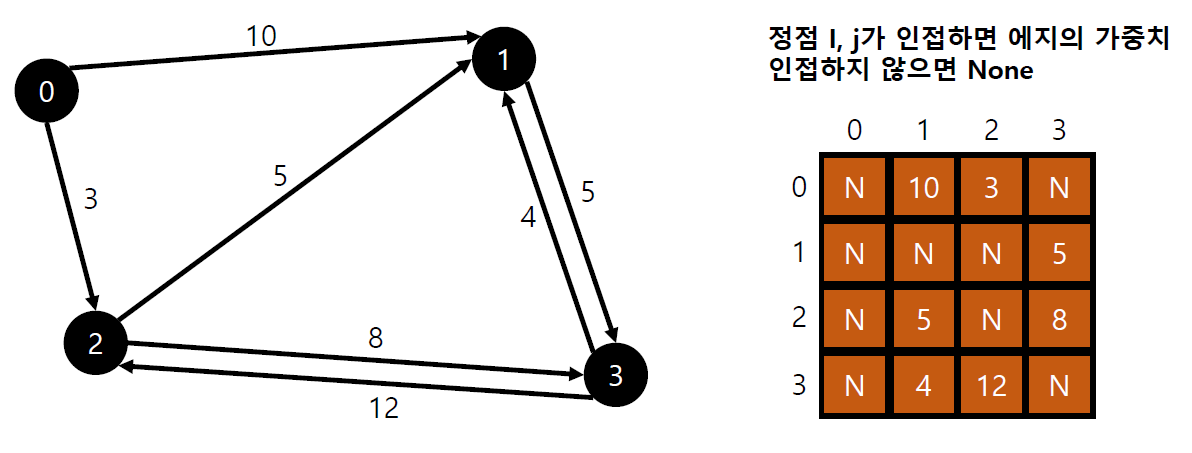 10
정점 I, j가 인접하면 에지의 가중치
인접하지 않으면 None
0
1
3
5
4
5
2
8
3
12
0 1 2 3
0 N 10 3 N
1 N N N 5
2 N 5 N 8
3 N 4 12 N